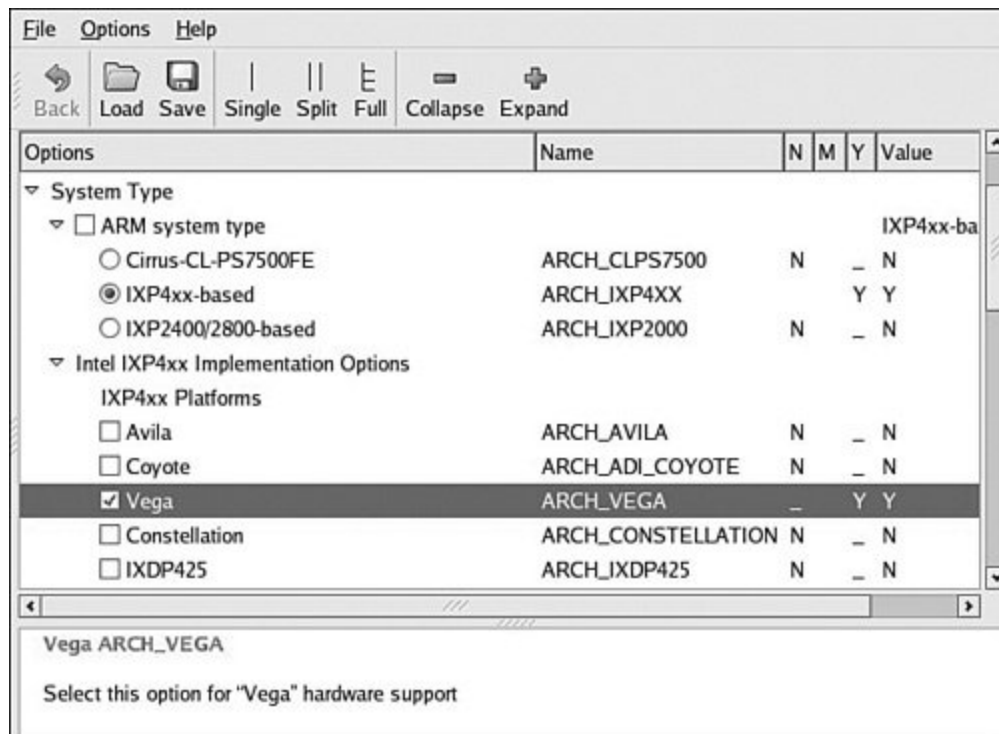 File Options Help
Back Load Save Single Split Full Collapse Expand
Options Name N M Y Value
System Type
ARM system type IXP4xx-ba
Cirrus-CL-PS7500FE ARCH_CLPS7500 N _ N
IXP4xx-based ARCH_IXP4XX Y Y
IXP2400/2800-based ARCH_IXP2000 N _ N
Intel IXP4xx Implementation Options
IXP4xx Platforms
Avila ARCH_AVILA N _ N
Coyote ARCH_ADI_COYOTE N _ N
Vega ARCH_VEGA _ Y Y
Constellation ARCH_CONSTELLATION N _ N
IXDP425 ARCH_IXDP425 N _ N
Vega ARCH_VEGA
Select this option for “Vega” hardware support